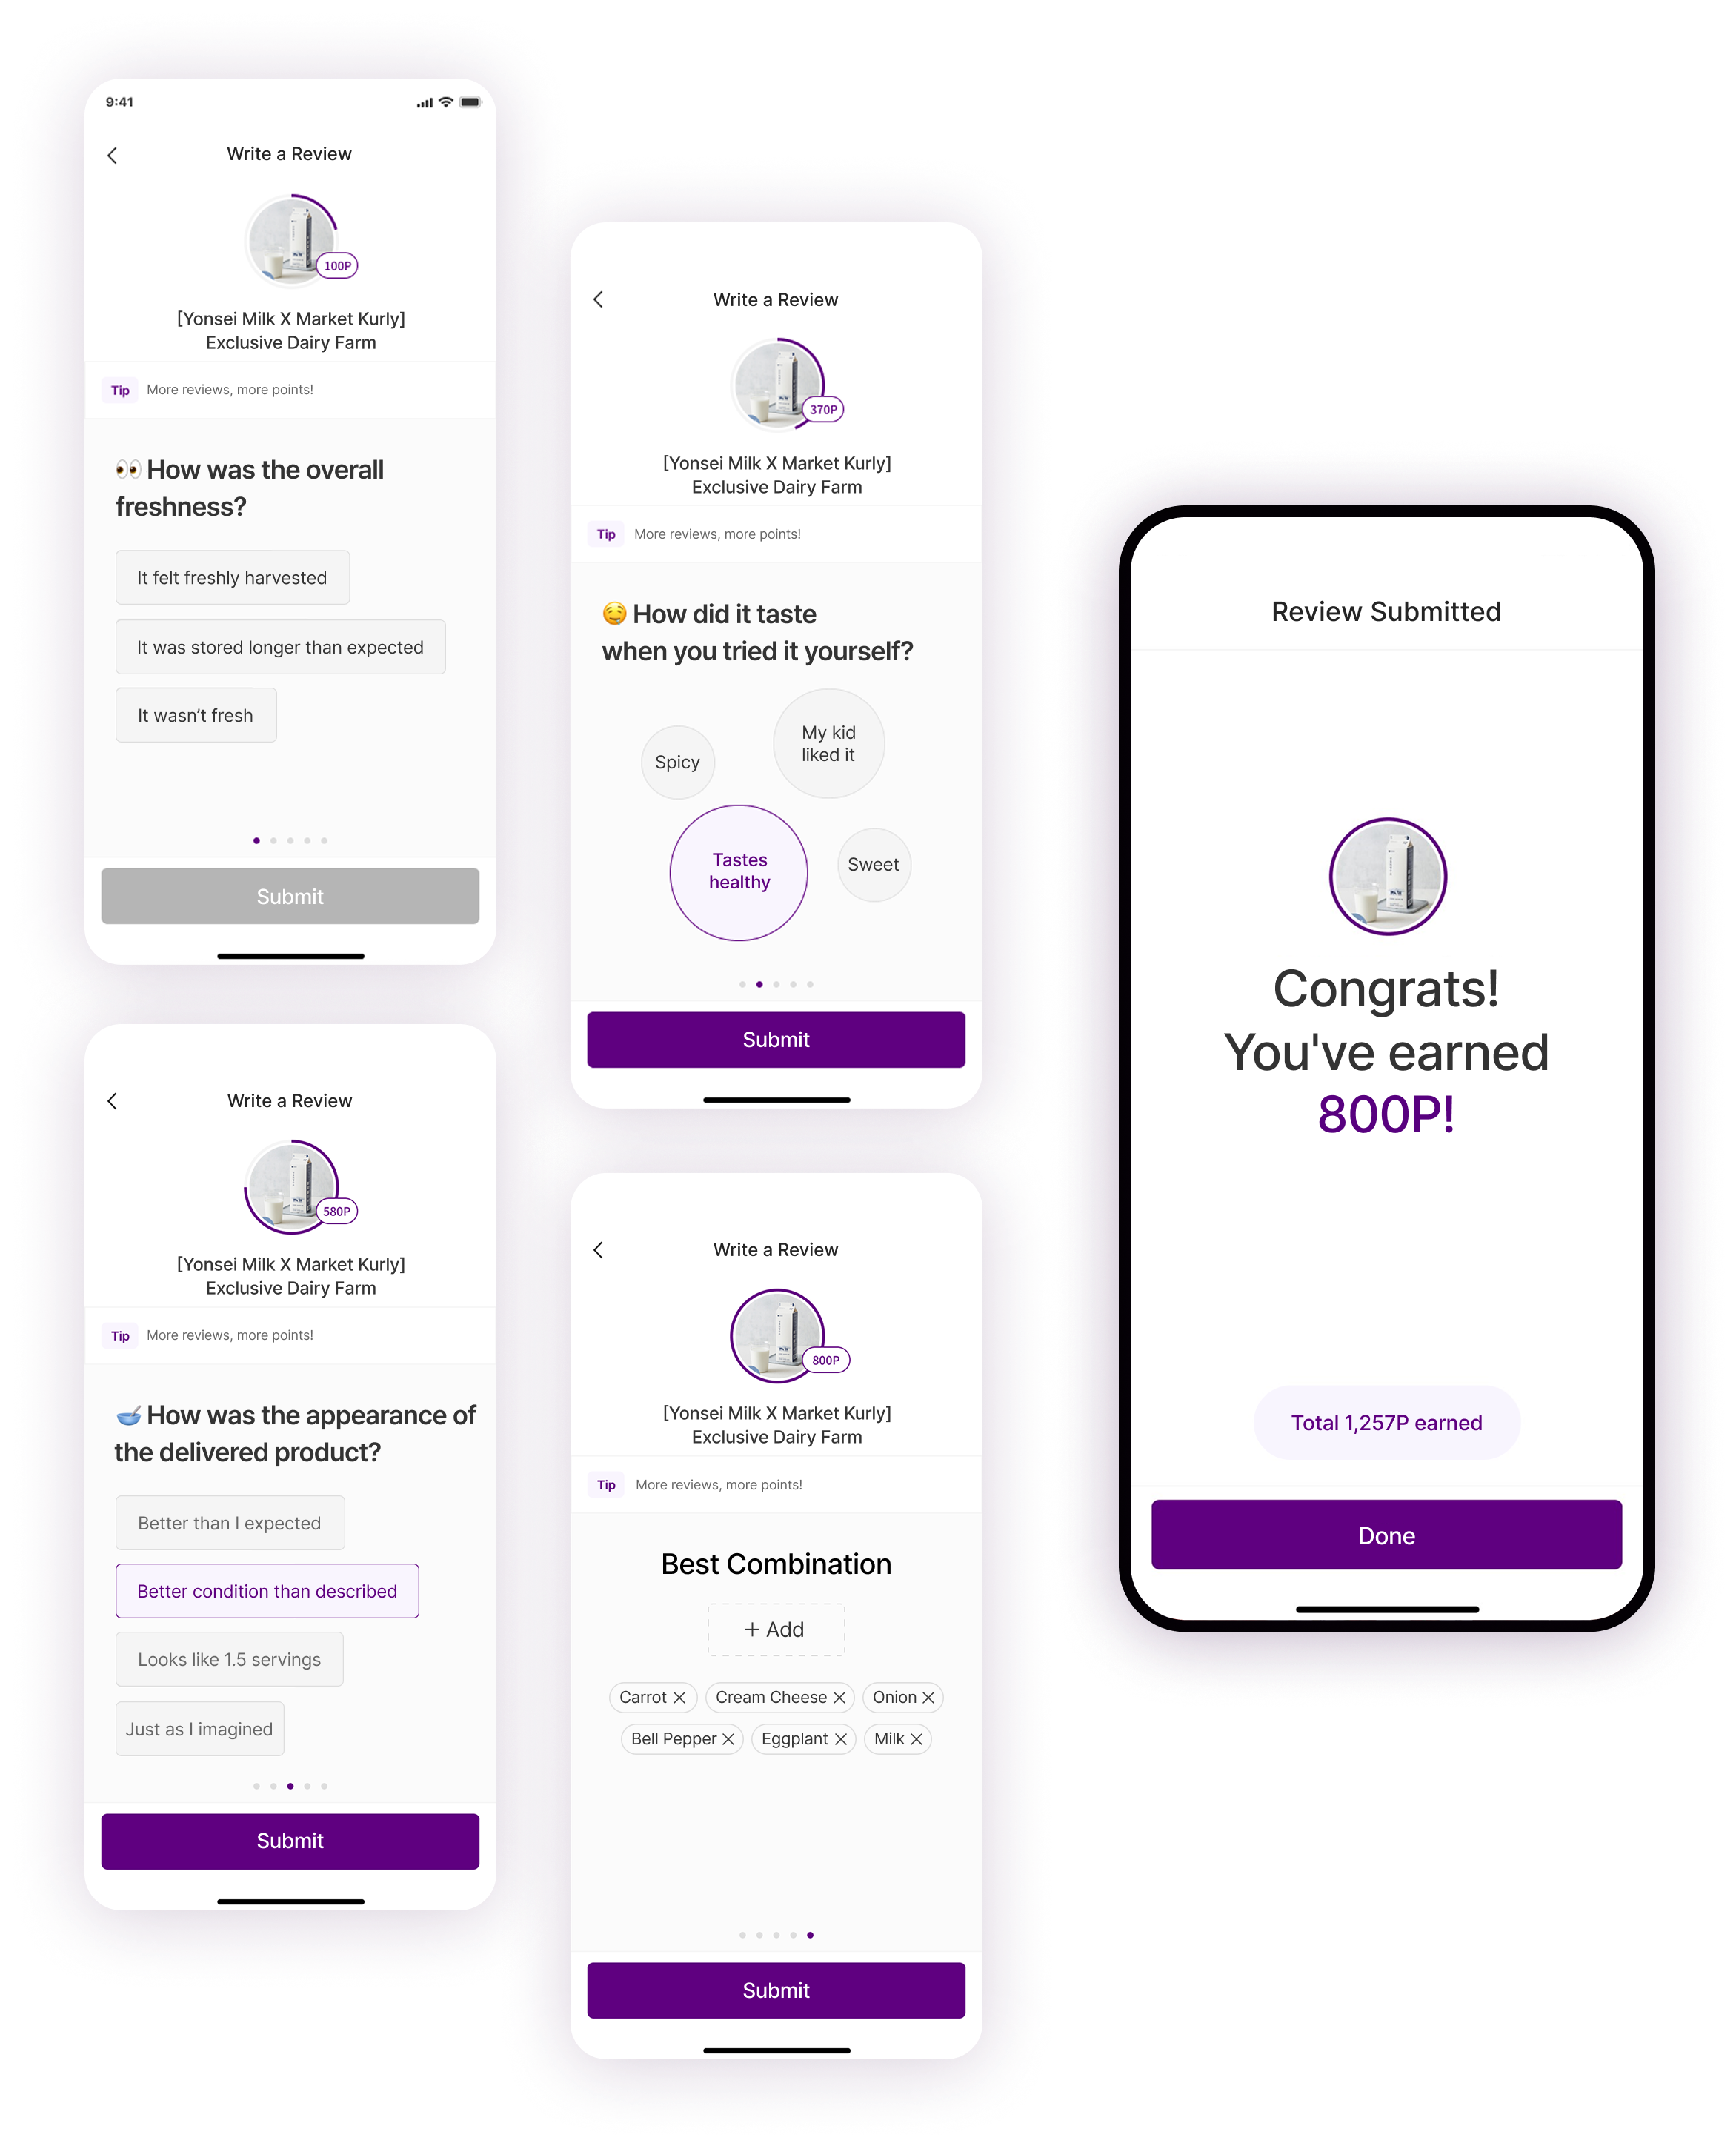 9:41
Write a Review
100P
[Yonsei Milk X Market Kurly]
Exclusive Dairy Farm
Tip More reviews, more points!
👀 How was the overall
freshness?
It felt freshly harvested
It was stored longer than expected
It wasn’t fresh
Submit
Write a Review
370P
[Yonsei Milk X Market Kurly]
Exclusive Dairy Farm
Tip More reviews, more points!
🤤 How did it taste
when you tried it yourself?
Spicy
My kid
liked it
Tastes
healthy
Sweet
Submit
Write a Review
580P
[Yonsei Milk X Market Kurly]
Exclusive Dairy Farm
Tip More reviews, more points!
🥣 How was the appearance of
the delivered product?
Better than I expected
Better condition than described
Looks like 1.5 servings
Just as I imagined
Submit
Write a Review
800P
[Yonsei Milk X Market Kurly]
Exclusive Dairy Farm
Tip More reviews, more points!
Best Combination
+ Add
Carrot × Cream Cheese × Onion ×
Bell Pepper × Eggplant × Milk ×
Submit
Review Submitted
Congrats!
You've earned
800P!
Total 1,257P earned
Done